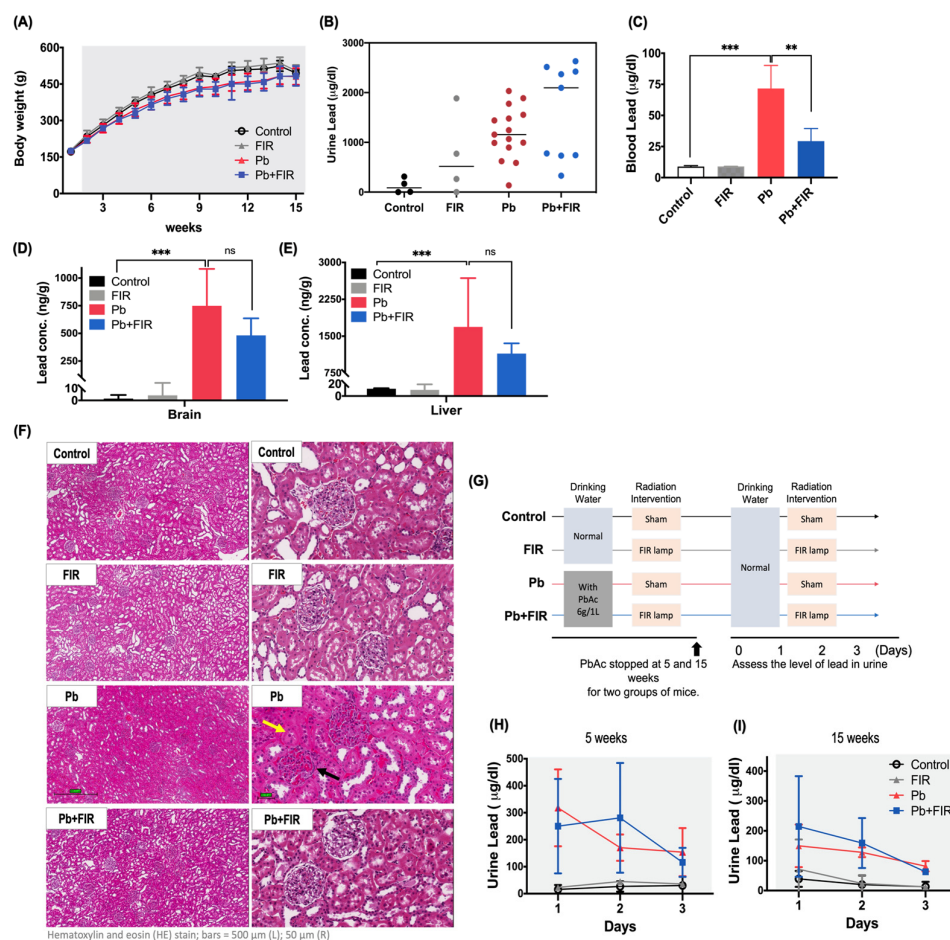 (A)
Body weight (g)
600
450
300
150
0
3
6
9
12
15
weeks
Control
FIR
Pb
Pb+FIR
(B)
Urine Lead (μg/dl)
3000
2000
1000
0
Control
FIR
Pb
Pb+FIR
(C)
Blood Lead (μg/dl)
100
75
50
25
0
***
**
Control
FIR
Pb
Pb+FIR
(D)
Lead conc. (ng/g)
1000
750
500
250
10
0
Control
FIR
Pb
Pb+FIR
***
ns
Brain
(E)
Lead conc. (ng/g)
3000
2250
1500
750
20
0
Control
FIR
Pb
Pb+FIR
***
ns
Liver
(F)
Control
Control
FIR
FIR
Pb
Pb
Pb+FIR
Pb+FIR
Hematoxylin and eosin (HE) stain; bars = 500 μm (L); 50 μm (R)
(G)
Drinking Water
Radiation Intervention
Drinking Water
Radiation Intervention
Control
FIR
Pb
Pb+FIR
Normal
With
PbAc
6g/1L
Sham
FIR lamp
Sham
FIR lamp
Normal
Sham
FIR lamp
Sham
FIR lamp
0 1 2 3 (Days)
PbAc stopped at 5 and 15
weeks
for two groups of mice.
Assess the level of lead in urine
(H)
5 weeks
Urine Lead ( μg/dl)
500
400
300
200
100
0
1
2
3
Days
(I)
15 weeks
Urine Lead ( μg/dl)
500
400
300
200
100
0
1
2
3
Days
Control
FIR
Pb
Pb+FIR